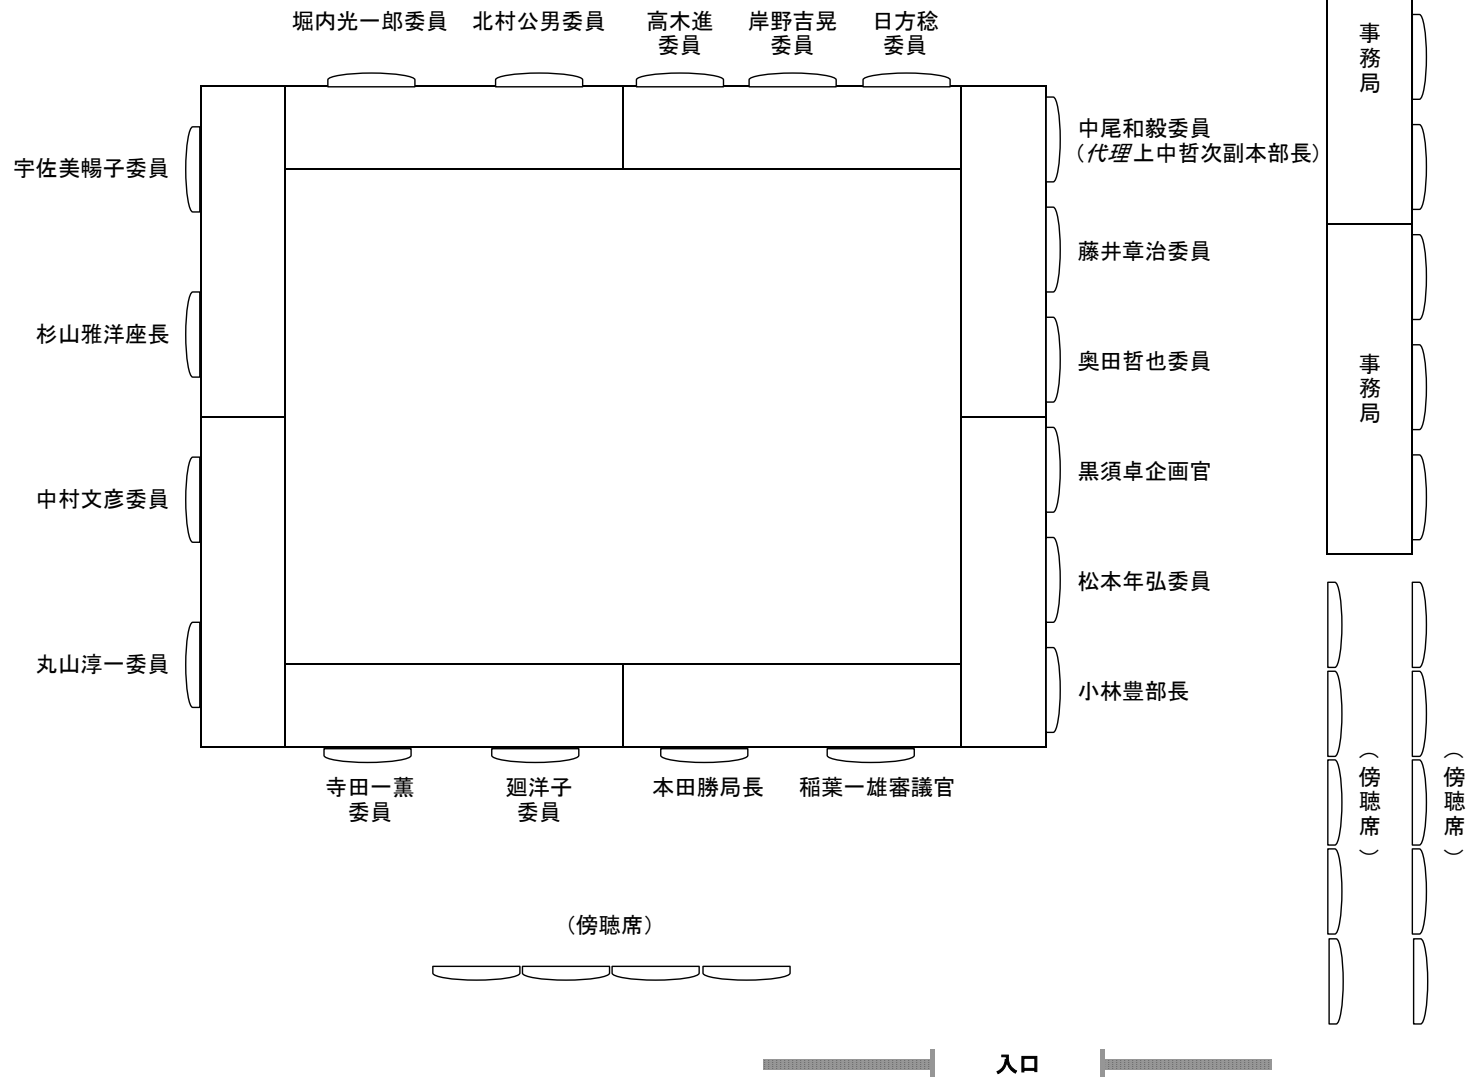 堀内光一郎委員
北村公男委員
高木進
委員
岸野吉晃
委員
日方稔
委員
事務局
宇佐美暢子委員
中尾和毅委員
（代理上中哲次副本部長）
藤井章治委員
杉山雅洋座長
奥田哲也委員
事務局
黒須卓企画官
中村文彦委員
松本年弘委員
丸山淳一委員
小林豊部長
寺田一薫
委員
廻洋子
委員
本田勝局長
稲葉一雄審議官
（傍聴席）
（傍聴席）
（傍聴席）
入口